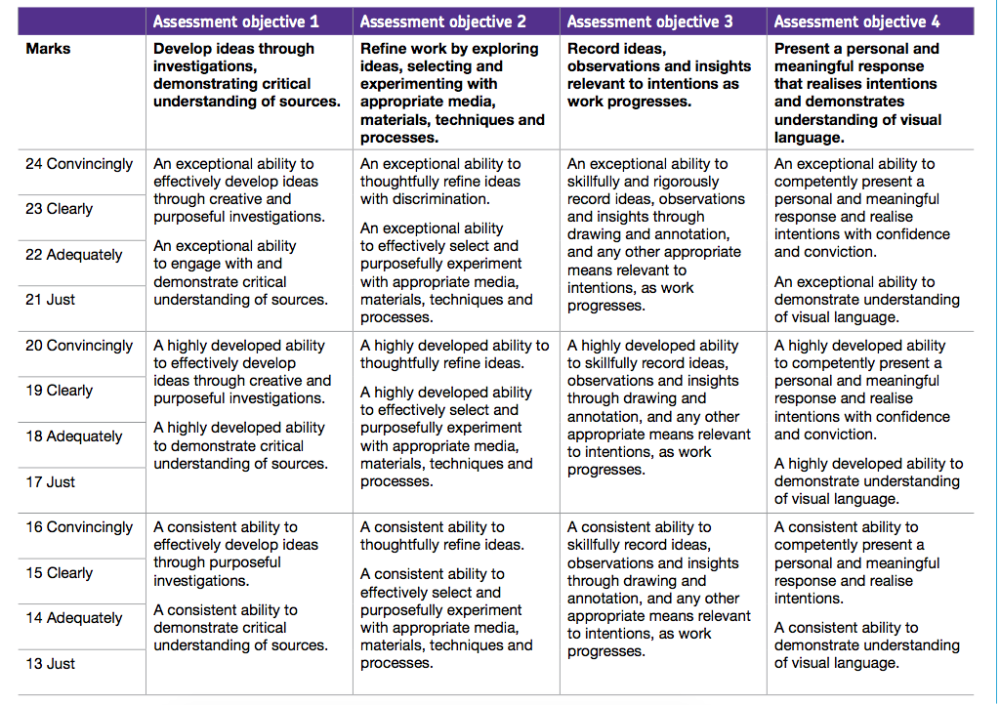 Assessment objective 1
Assessment objective 2
Assessment objective 3
Assessment objective 4
Marks
Develop ideas through
investigations,
demonstrating critical
understanding of sources.
Refine work by exploring
ideas, selecting and
experimenting with
appropriate media,
materials, techniques and
processes.
Record ideas,
observations and insights
relevant to intentions as
work progresses.
Present a personal and
meaningful response
that realises intentions
and demonstrates
understanding of visual
language.
24 Convincingly
23 Clearly
22 Adequately
21 Just
An exceptional ability to
effectively develop ideas
through creative and
purposeful investigations.
An exceptional ability
to engage with and
demonstrate critical
understanding of sources.
An exceptional ability to
thoughtfully refine ideas
with discrimination.
An exceptional ability
to effectively select and
purposefully experiment
with appropriate media,
materials, techniques and
processes.
An exceptional ability to
skillfully and rigorously
record ideas, observations
and insights through
drawing and annotation,
and any other appropriate
means relevant to
intentions, as work
progresses.
An exceptional ability to
competently present a
personal and meaningful
response and realise
intentions with confidence
and conviction.
An exceptional ability to
demonstrate understanding
of visual language.
20 Convincingly
19 Clearly
18 Adequately
17 Just
A highly developed ability
to effectively develop
ideas through creative and
purposeful investigations.
A highly developed ability
to demonstrate critical
understanding of sources.
A highly developed ability to
thoughtfully refine ideas.
A highly developed ability
to effectively select and
purposefully experiment
with appropriate media,
materials, techniques and
processes.
A highly developed ability
to skillfully record ideas,
observations and insights
through drawing and
annotation, and any other
appropriate means relevant
to intentions, as work
progresses.
A highly developed ability
to competently present a
personal and meaningful
response and realise
intentions with confidence
and conviction.
A highly developed ability to
demonstrate understanding
of visual language.
16 Convincingly
15 Clearly
14 Adequately
13 Just
A consistent ability to
effectively develop ideas
through purposeful
investigations.
A consistent ability to
demonstrate critical
understanding of sources.
A consistent ability to
thoughtfully refine ideas.
A consistent ability to
effectively select and
purposefully experiment
with appropriate media,
materials, techniques and
processes.
A consistent ability to
skillfully record ideas,
observations and insights
through drawing and
annotation, and any other
appropriate means relevant
to intentions, as work
progresses.
A consistent ability to
competently present a
personal and meaningful
response and realise
intentions.
A consistent ability to
demonstrate understanding
of visual language.